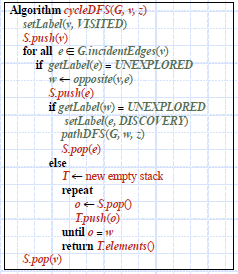 Algorithm cycleDFS(G, v, z)
setLabel(v, VISITED)
S.push(v)
for all e ∈ G.incidentEdges(v)
if getLabel(e) = UNEXPLORED
w ← opposite(v,e)
S.push(e)
if getLabel(w) = UNEXPLORED
setLabel(e, DISCOVERY)
pathDFS(G, w, z)
S.pop(e)
else
T ← new empty stack
repeat
o ← S.pop()
T.push(o)
until o = w
return T.elements()
S.pop(v)